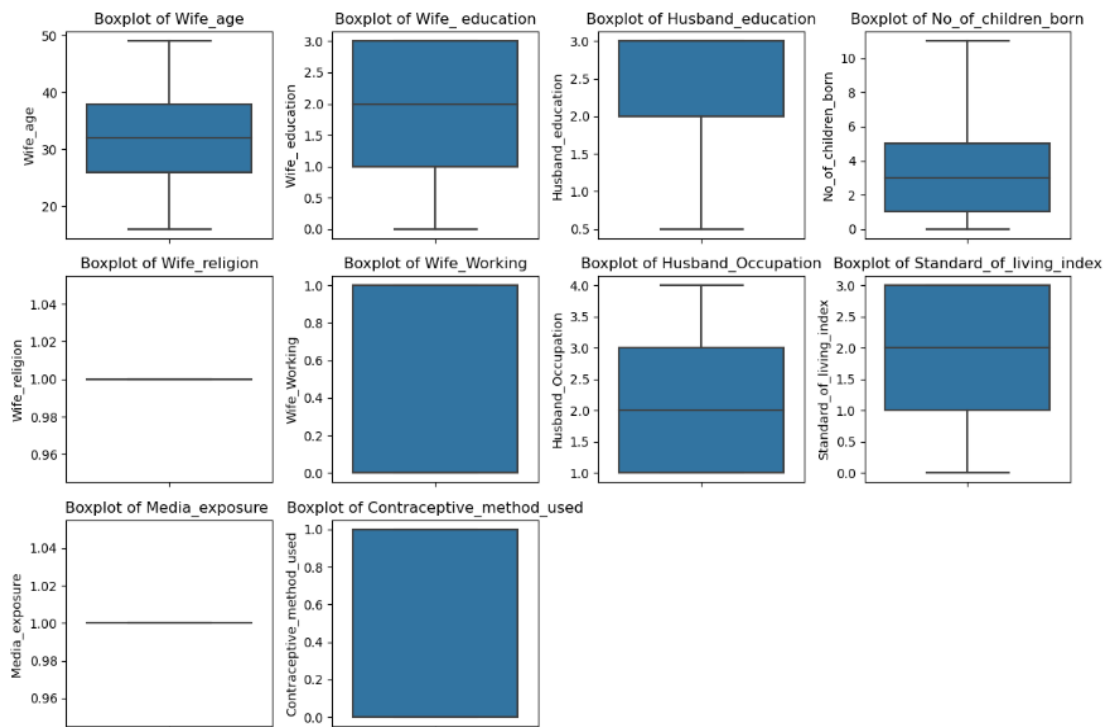 Boxplot of Wife_age
50
40
30
20
Wife_age
Boxplot of Wife_ education
3.0
2.5
2.0
1.5
1.0
0.5
0.0
Wife_ education
Boxplot of Husband_education
3.0
2.5
2.0
1.5
1.0
0.5
Husband_education
Boxplot of No_of_children_born
10
8
6
4
2
0
No_of_children_born
Boxplot of Wife_religion
1.04
1.02
1.00
0.98
0.96
Wife_religion
Boxplot of Wife_Working
1.0
0.8
0.6
0.4
0.2
0.0
Wife_Working
Boxplot of Husband_Occupation
4.0
3.5
3.0
2.5
2.0
1.5
1.0
Husband_Occupation
Boxplot of Standard_of_living_index
3.0
2.5
2.0
1.5
1.0
0.5
0.0
Standard_of_living_index
Boxplot of Media_exposure
1.04
1.02
1.00
0.98
0.96
Media_exposure
Boxplot of Contraceptive_method_used
1.0
0.8
0.6
0.4
0.2
0.0
Contraceptive_method_used